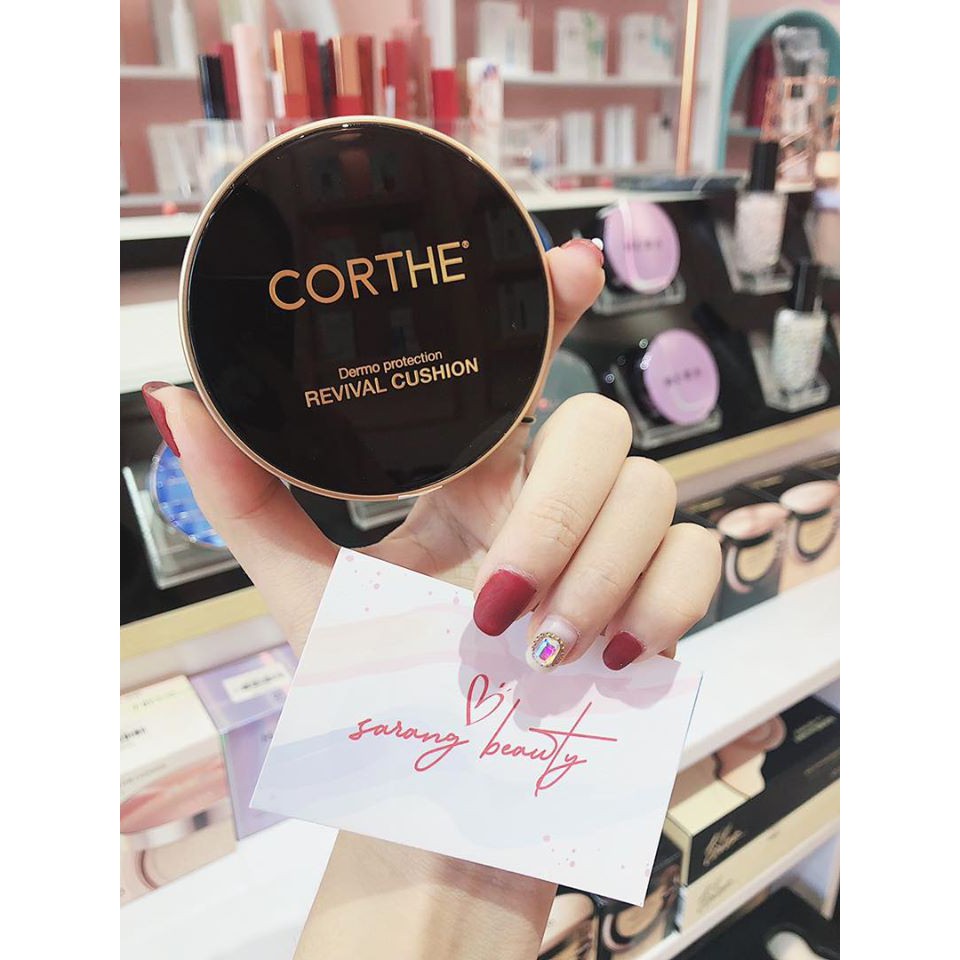 CORTHE®
Dermo protection
REVIVAL CUSHION
sarang beauty